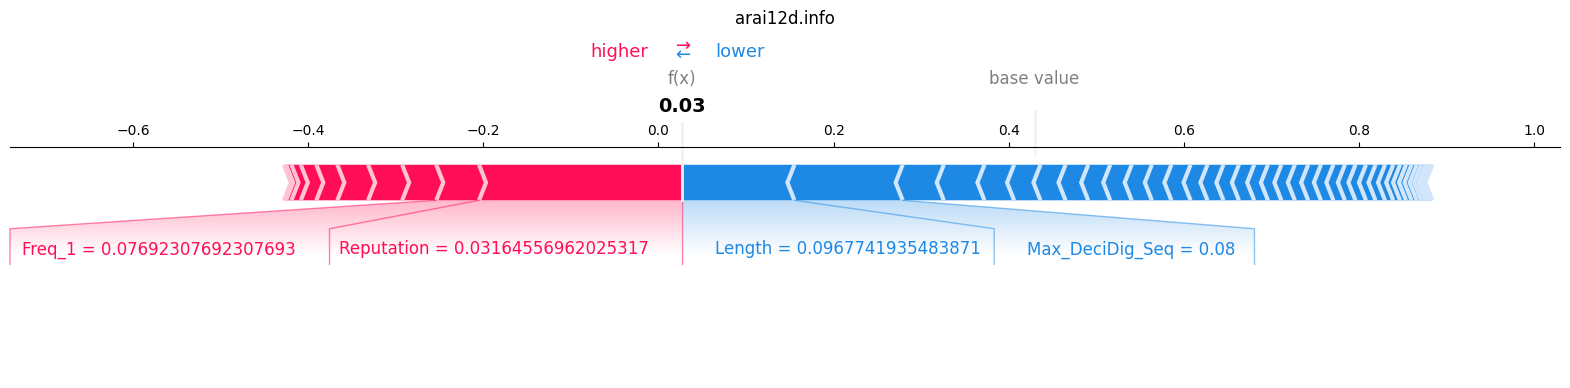 arai12d.info
higher ⇄ lower
f(x) base value
0.03
−0.6 −0.4 −0.2 0.0 0.2 0.4 0.6 0.8 1.0
Freq_1 = 0.07692307692307693 Reputation = 0.03164556962025317 Length = 0.0967741935483871 Max_DeciDig_Seq = 0.08